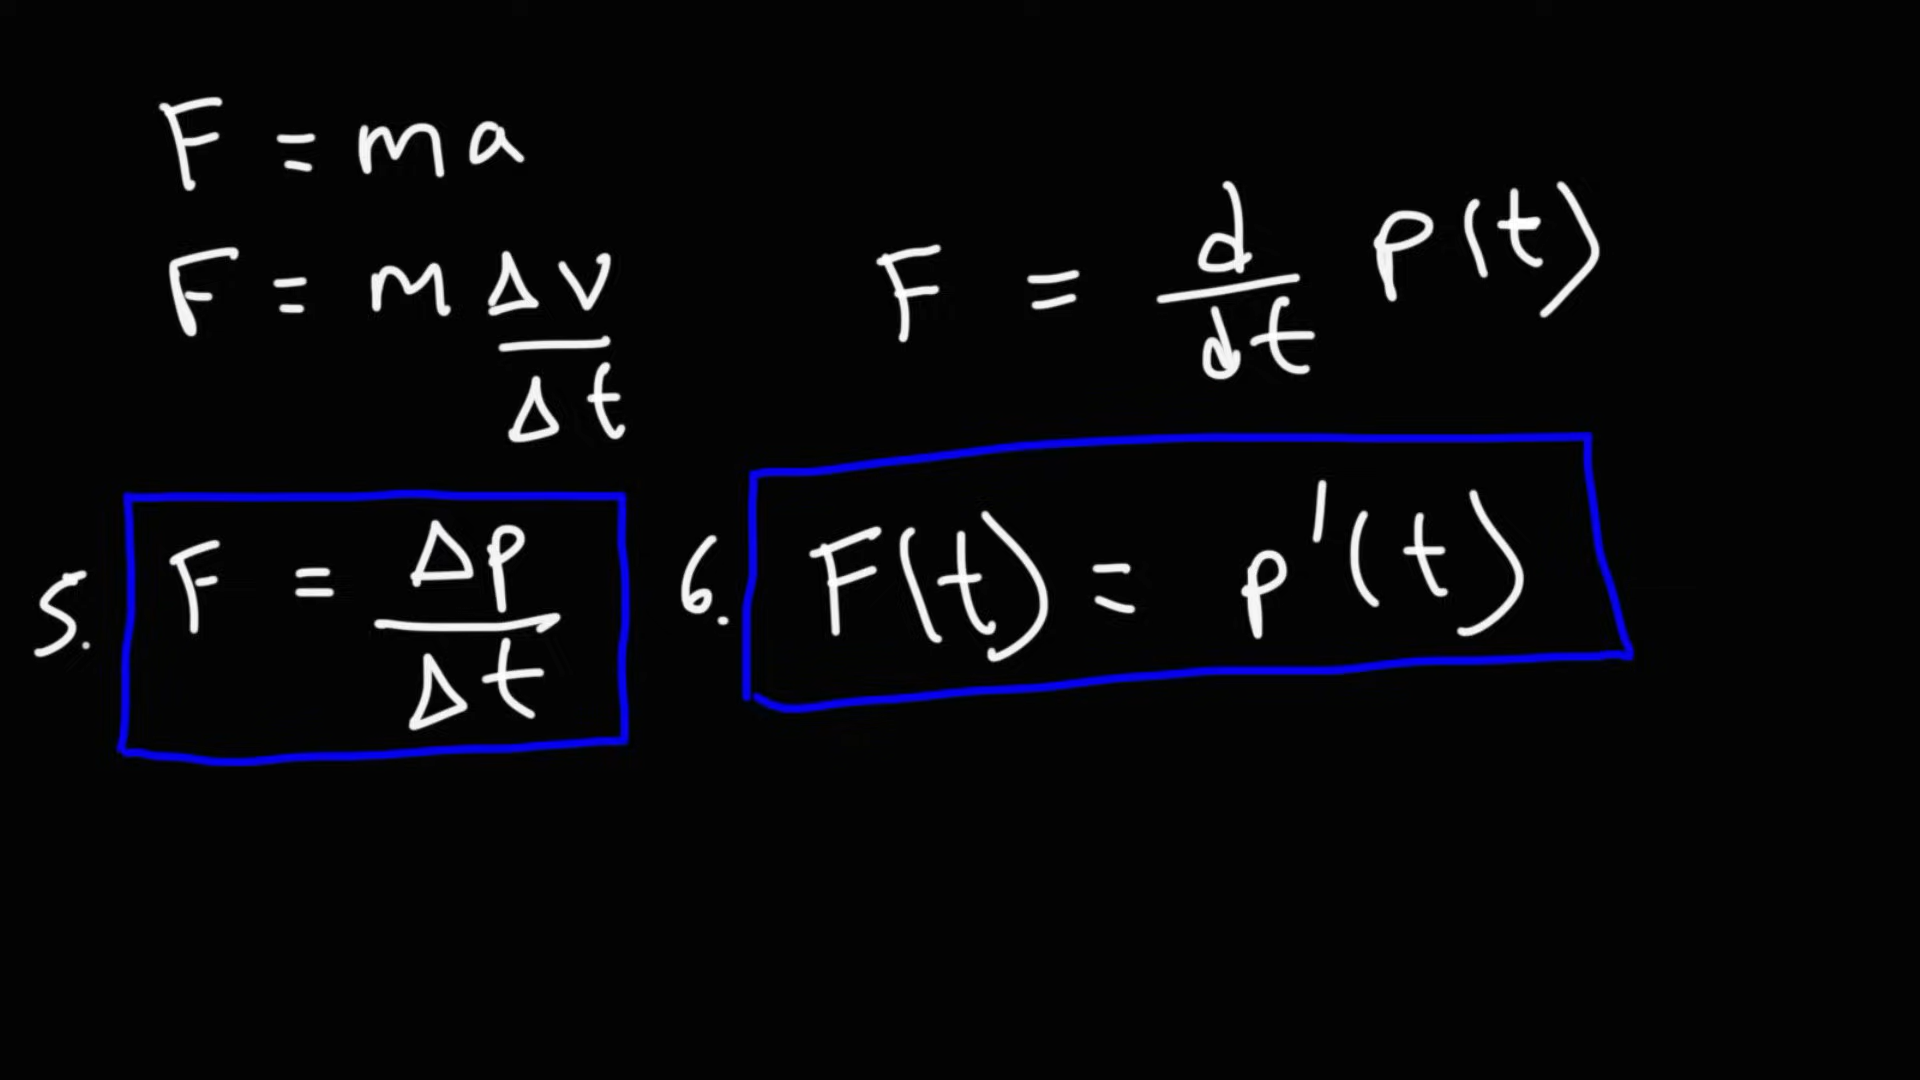 F = ma
F = m Δv/Δt
F = d/dt p(t)
5. F = Δp/Δt
6. F(t) = p'(t)